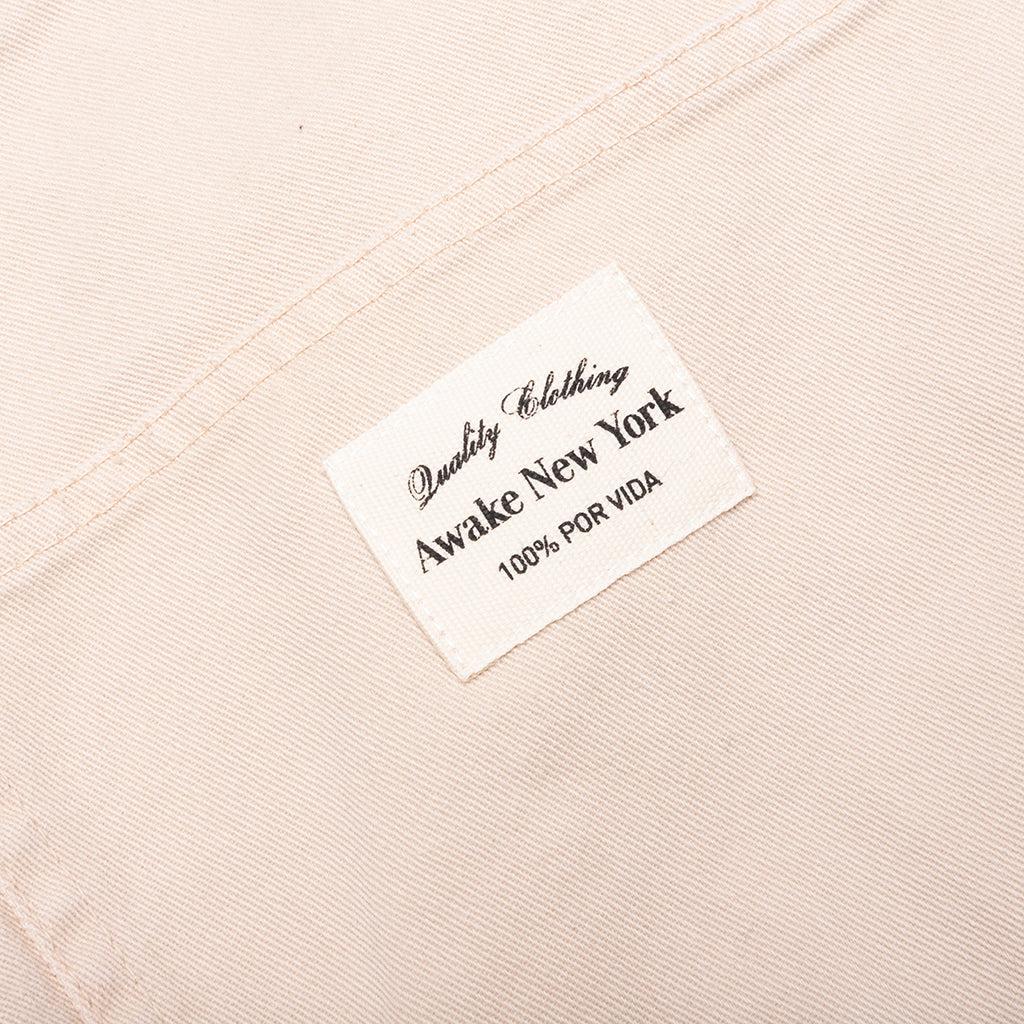 Quality Clothing
Awake New York
100% POR VIDA